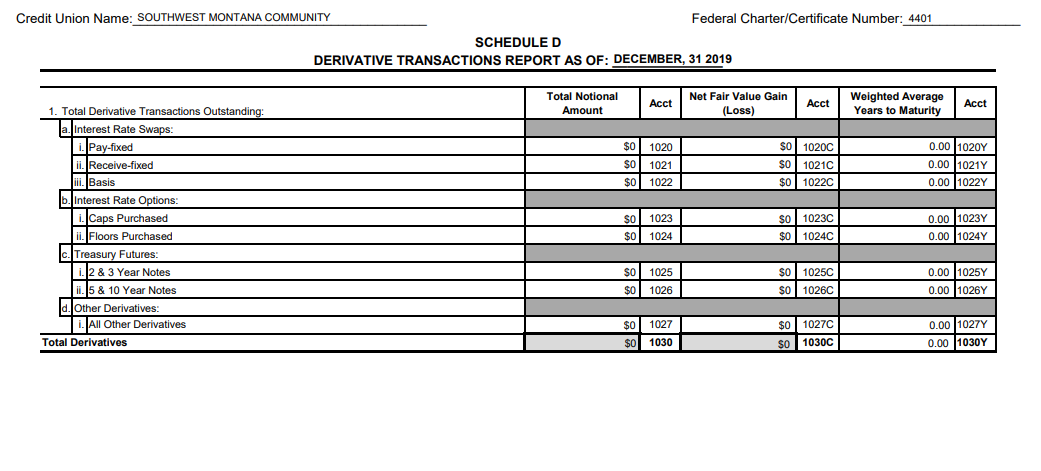 Credit Union Name: SOUTHWEST MONTANA COMMUNITY Federal Charter/Certificate Number: 4401
SCHEDULE D
DERIVATIVE TRANSACTIONS REPORT AS OF: DECEMBER, 31 2019
1. Total Derivative Transactions Outstanding: Total Notional Amount Acct Net Fair Value Gain (Loss) Acct Weighted Average Years to Maturity Acct
a. Interest Rate Swaps:
i. Pay-fixed $0 1020 $0 1020C 0.00 1020Y
ii. Receive-fixed $0 1021 $0 1021C 0.00 1021Y
iii. Basis $0 1022 $0 1022C 0.00 1022Y
b. Interest Rate Options:
i. Caps Purchased $0 1023 $0 1023C 0.00 1023Y
ii. Floors Purchased $0 1024 $0 1024C 0.00 1024Y
c. Treasury Futures:
i. 2 & 3 Year Notes $0 1025 $0 1025C 0.00 1025Y
ii. 5 & 10 Year Notes $0 1026 $0 1026C 0.00 1026Y
d. Other Derivatives:
i. All Other Derivatives $0 1027 $0 1027C 0.00 1027Y
Total Derivatives $0 1030 $0 1030C 0.00 1030Y